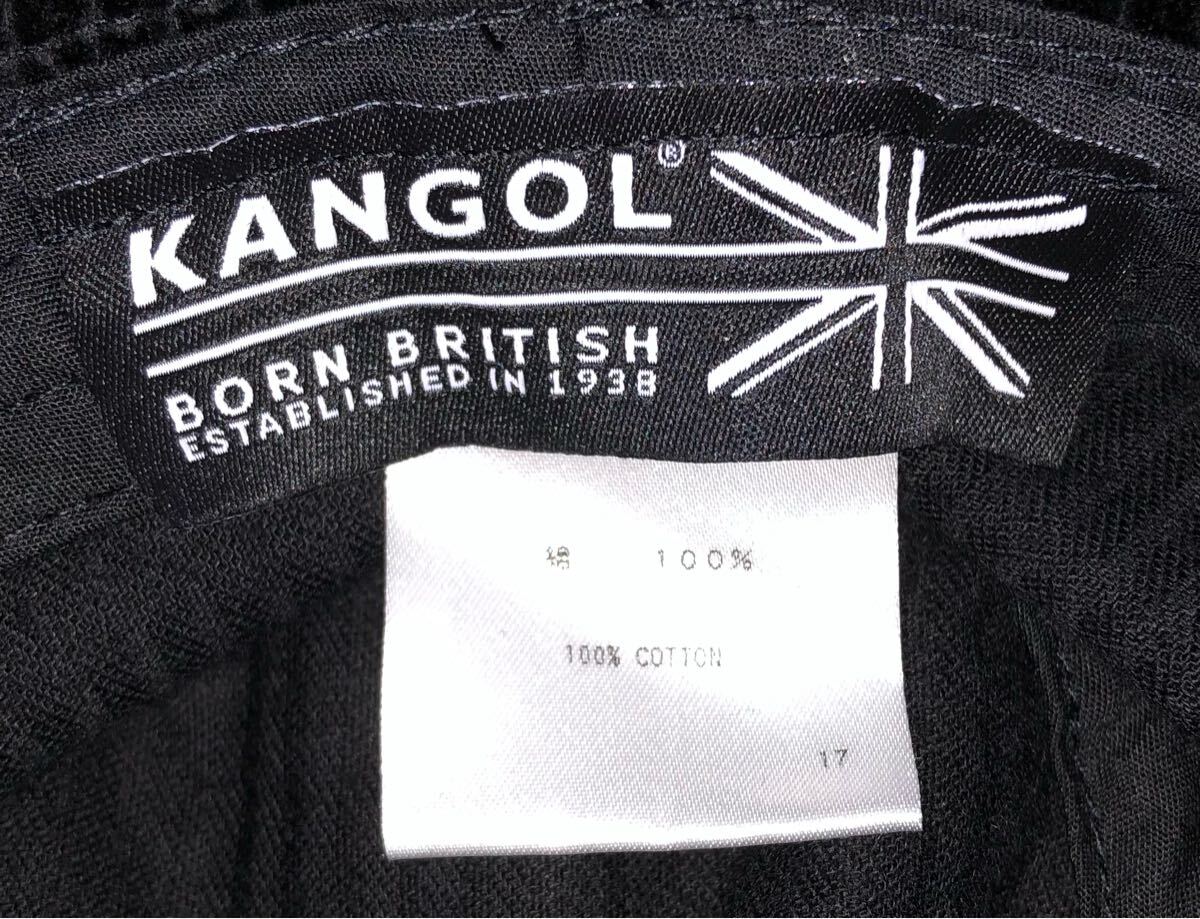 KANGOL®
BORN BRITISH
ESTABLISHED IN 1938
綿 100%
100% COTTON
17